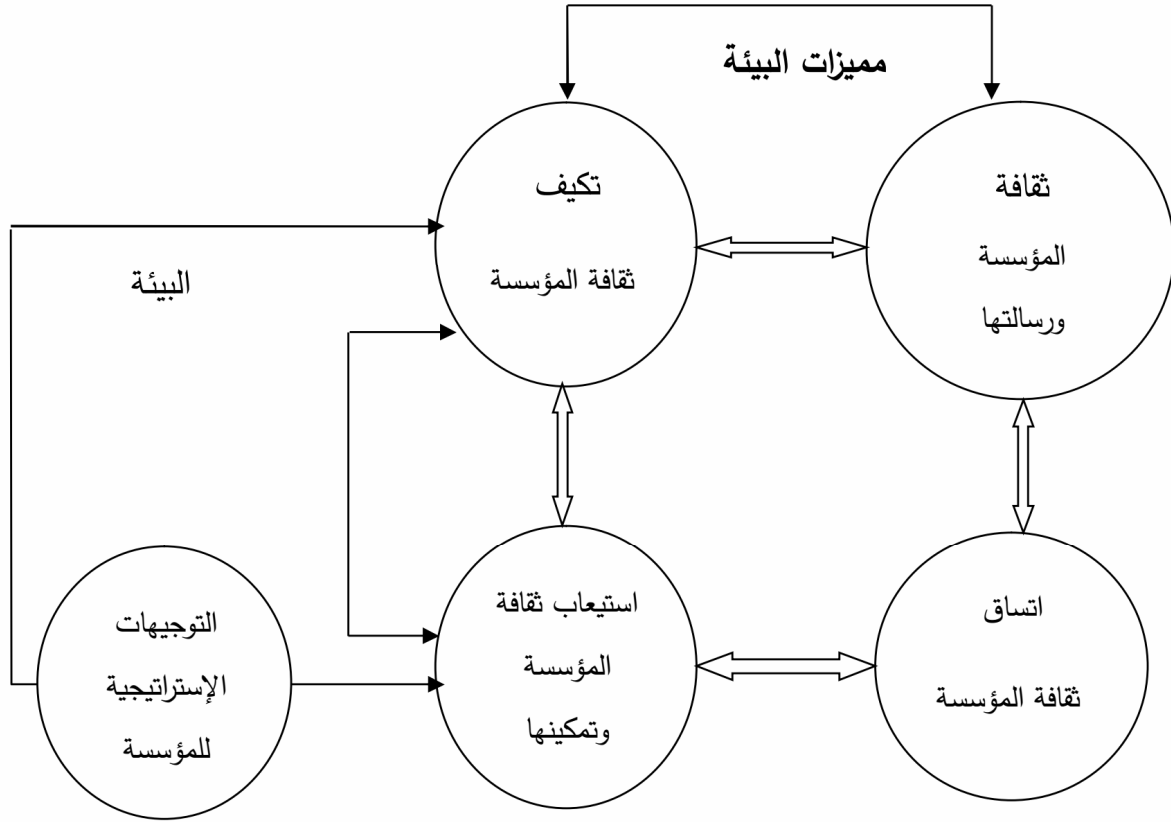 مميزات البيئة
ثقافة
المؤسسة
ورسالتها
تكيف
ثقافة المؤسسة
البيئة
اتساق
ثقافة المؤسسة
استيعاب ثقافة
المؤسسة
وتمكينها
التوجيهات
الإستراتيجية
للمؤسسة